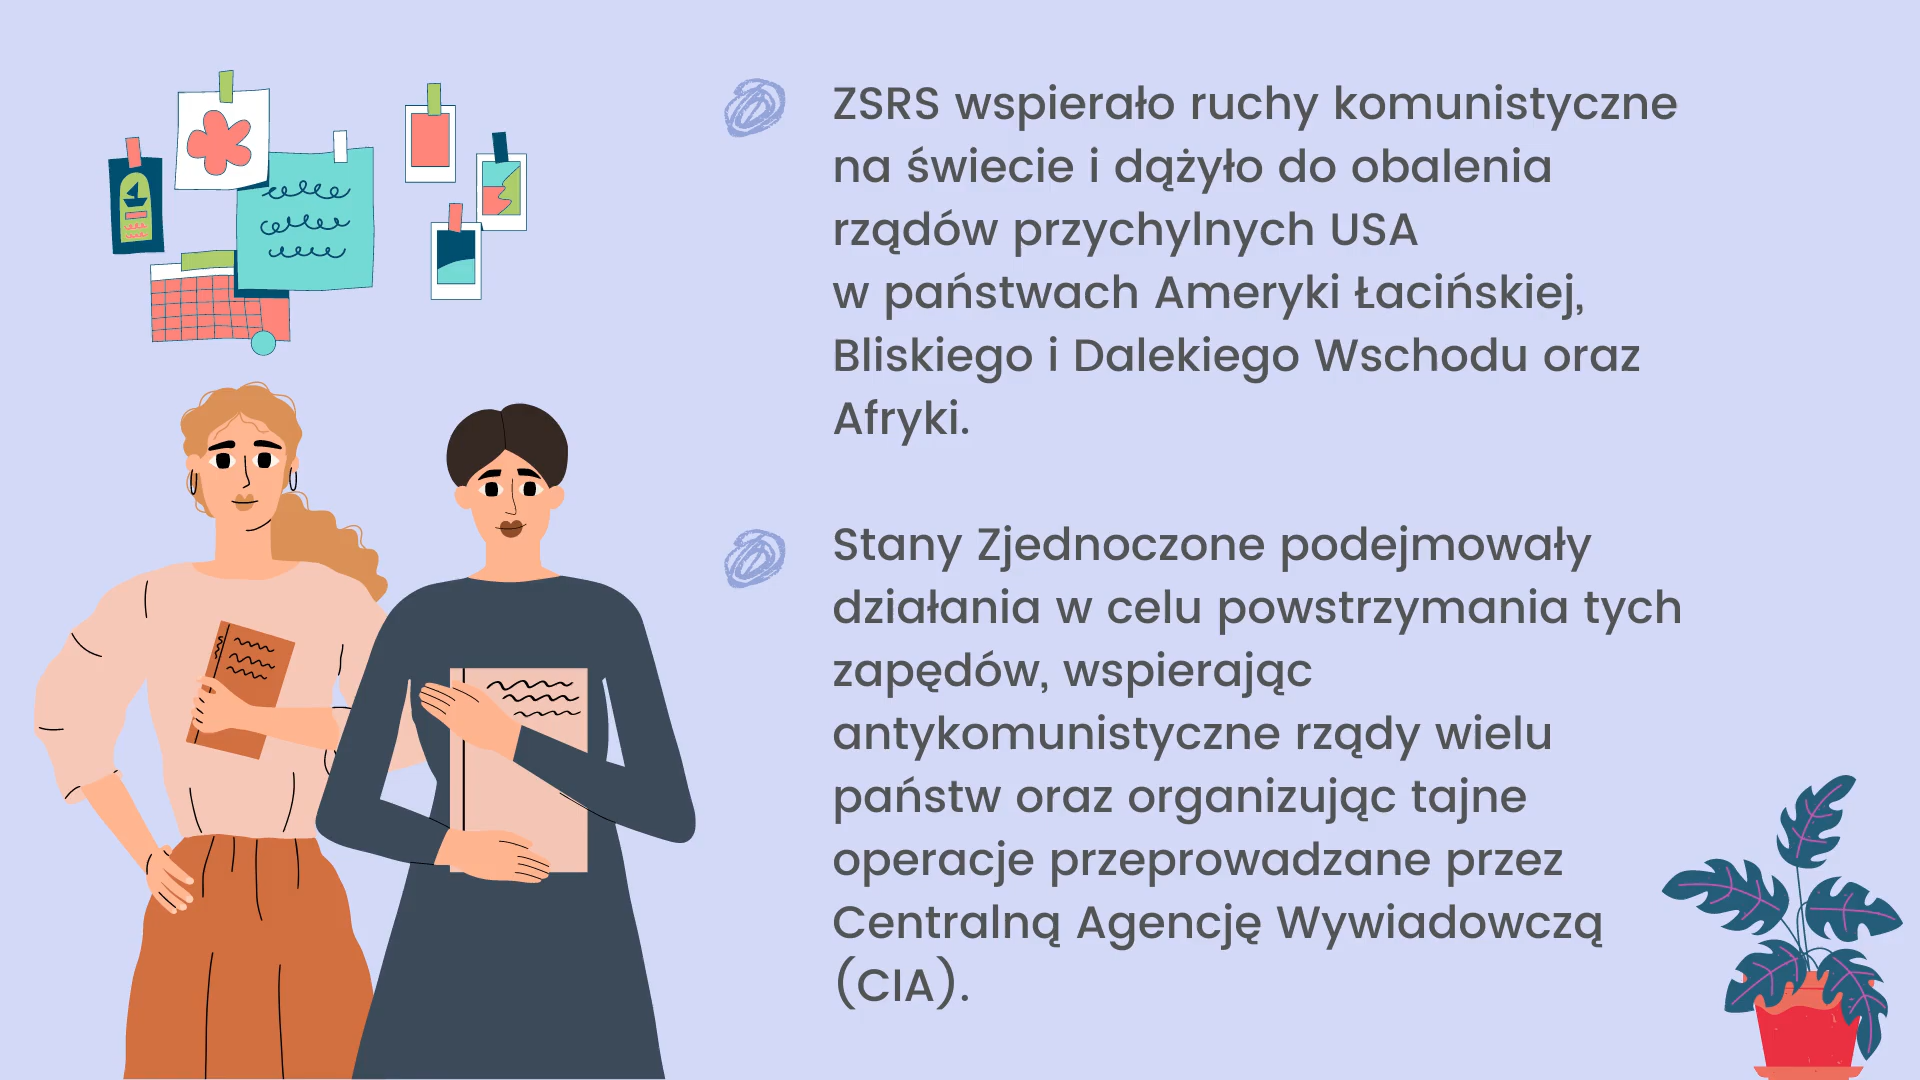 ZSRS wspierało ruchy komunistyczne
na świecie i dążyło do obalenia
rządów przychylnych USA
w państwach Ameryki Łacińskiej,
Bliskiego i Dalekiego Wschodu oraz
Afryki.
Stany Zjednoczone podejmowały
działania w celu powstrzymania tych
zapędów, wspierając
antykomunistyczne rządy wielu
państw oraz organizując tajne
operacje przeprowadzane przez
Centralną Agencję Wywiadowczą
(CIA).